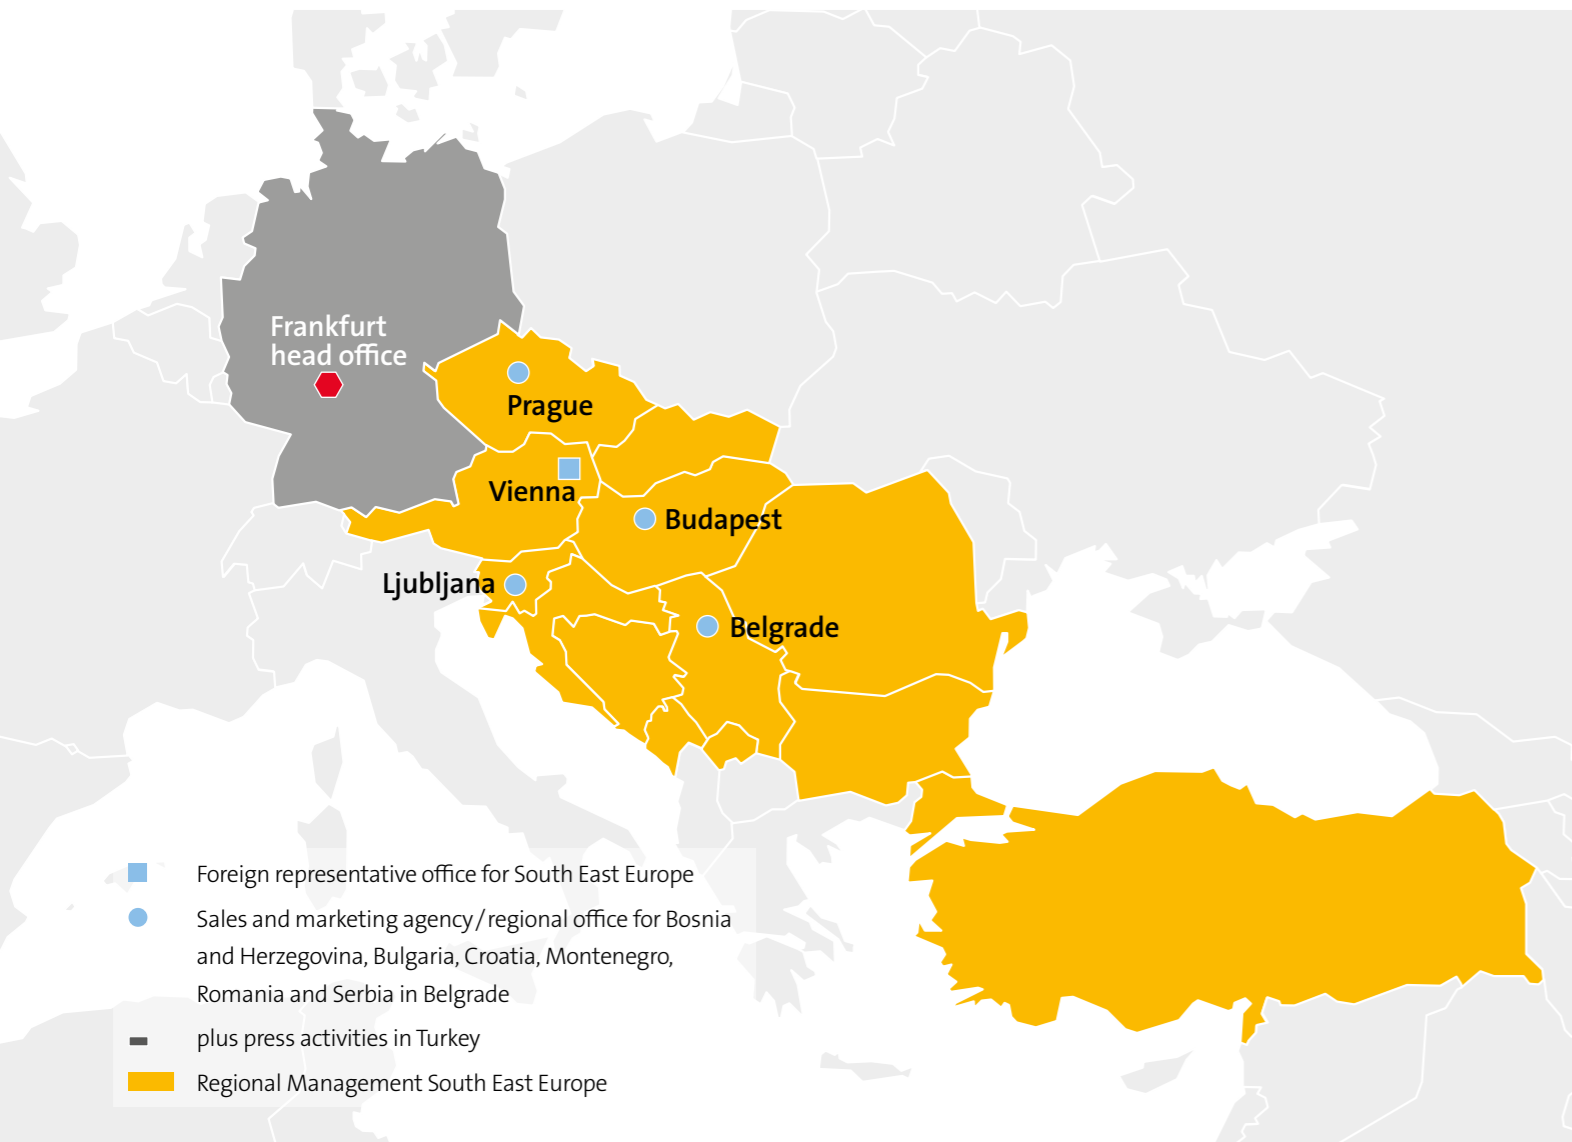 Frankfurt
head office
Prague
Vienna
Budapest
Ljubljana
Belgrade
Foreign representative office for South East Europe
Sales and marketing agency/regional office for Bosnia
and Herzegovina, Bulgaria, Croatia, Montenegro,
Romania and Serbia in Belgrade
plus press activities in Turkey
Regional Management South East Europe